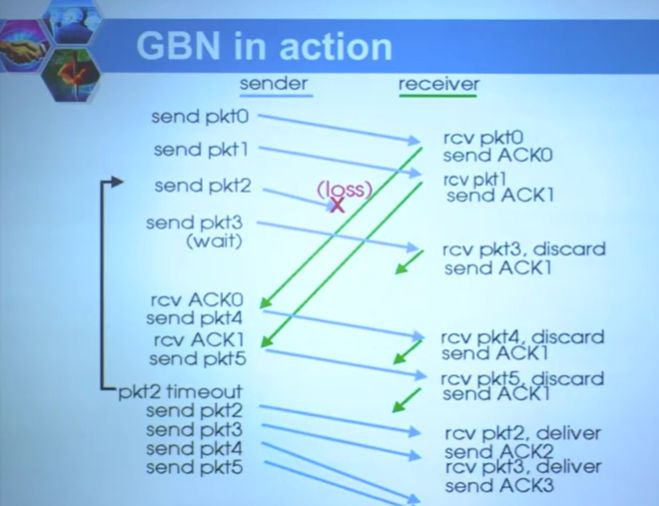 GBN in action
sender
receiver
send pkt0
send pkt1
send pkt2
(loss)
X
send pkt3
(wait)
rcv ACK0
send pkt4
rcv ACK1
send pkt5
pkt2 timeout
send pkt2
send pkt3
send pkt4
send pkt5
rcv pkt0
send ACK0
rcv pkt1
send ACK1
rcv pkt3, discard
send ACK1
rcv pkt4, discard
send ACK1
rcv pkt5, discard
send ACK1
rcv pkt2, deliver
send ACK2
rcv pkt3, deliver
send ACK3